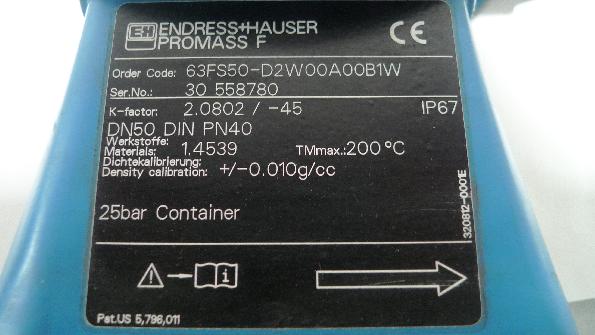 E+H ENDRESS+HAUSER
PROMASS F
CE
Order Code: 63FS50-D2W00A00B1W
Ser.No.: 30 558780
K-factor: 2.0802 / -45 IP67
DN50 DIN PN40
Werkstoffe:
Materials: 1.4539 TMmax.:200°C
Dichtekalibrierung:
Density calibration: +/-0.010g/cc
25bar Container
320812-0001E
Pat.US 5,796,011